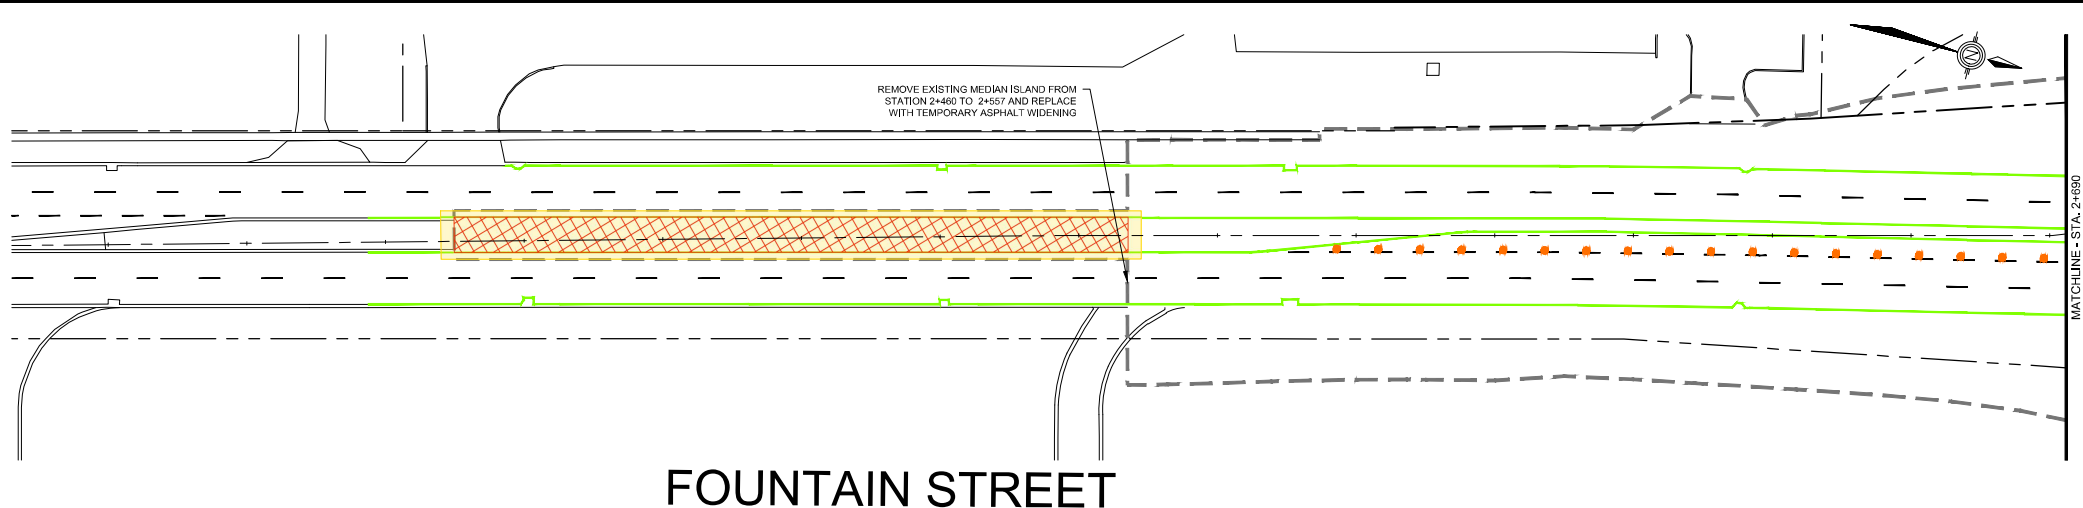 REMOVE EXISTING MEDIAN ISLAND FROM
STATION 2+460 TO 2+557 AND REPLACE
WITH TEMPORARY ASPHALT WIDENING
N
MATCHLINE - STA. 2+690
FOUNTAIN STREET